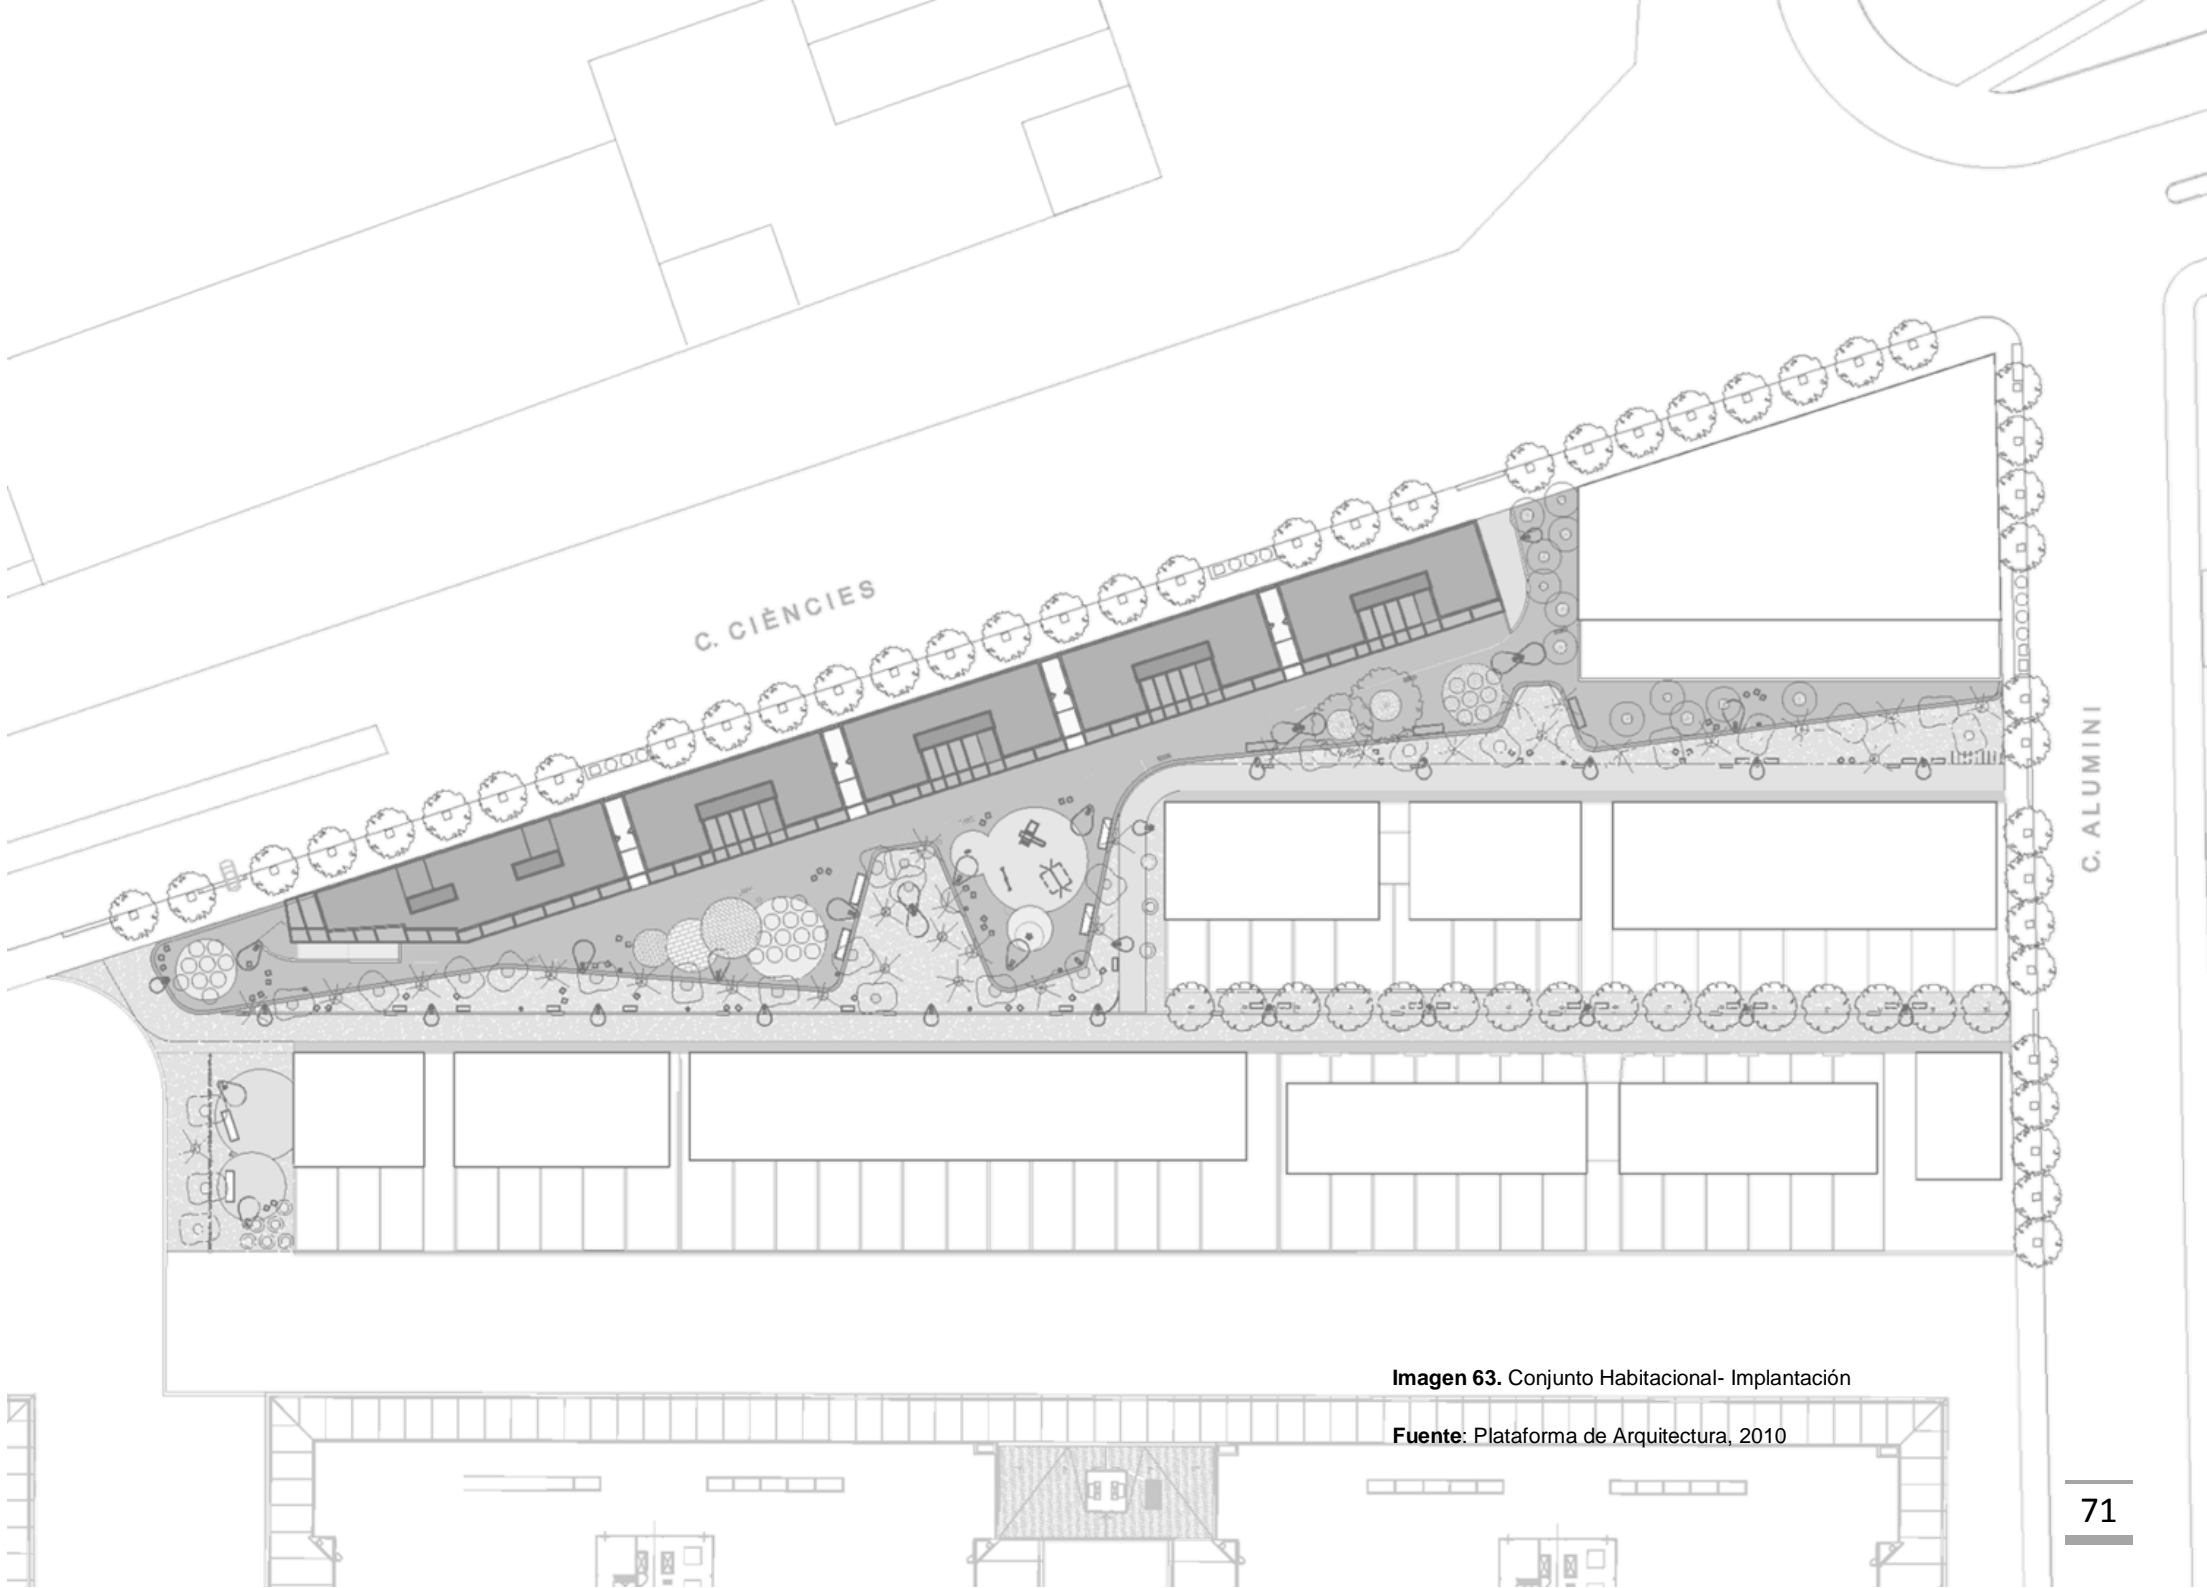 C. CIÈNCIES
C. ALUMINI
Imagen 63. Conjunto Habitacional- Implantación
Fuente: Plataforma de Arquitectura, 2010
71